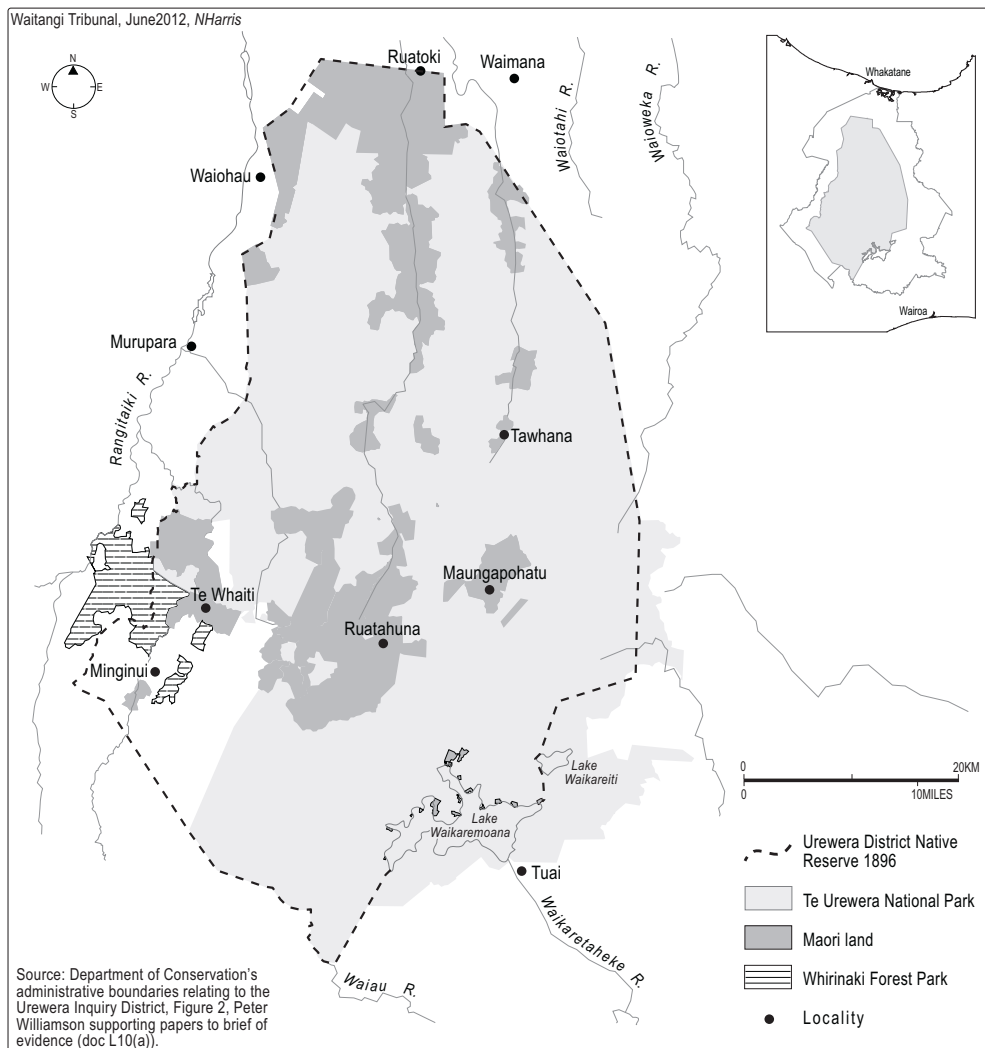 Waitangi Tribunal, June2012, NHarris
N
W
E
S
Ruatoki
Waimana
Waiotahi R.
Waioweka R.
Whakatane
Wairoa
Waiohau
Murupara
Rangitaiki R.
Tawhana
Te Whaiti
Maungapohatu
Ruatahuna
Minginui
Lake
Waikareiti
Lake
Waikaremoana
Tuai
Waikaretaheke R.
Waiau R.
0
20KM
0
10MILES
Urewera District Native
Reserve 1896
Te Urewera National Park
Maori land
Whirinaki Forest Park
Locality
Source: Department of Conservation's
administrative boundaries relating to the
Urewera Inquiry District, Figure 2, Peter
Williamson supporting papers to brief of
evidence (doc L10(a)).